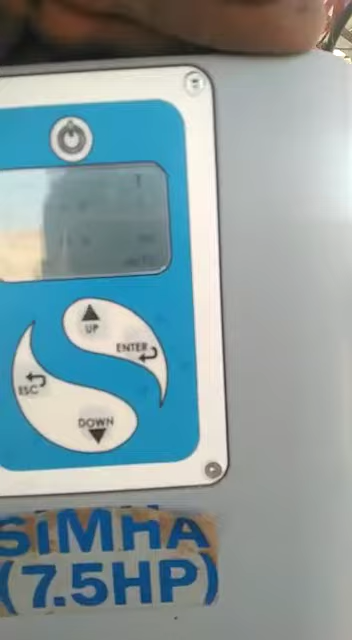 UP
ENTER
ESC
DOWN
SIMHA
(7.5HP)